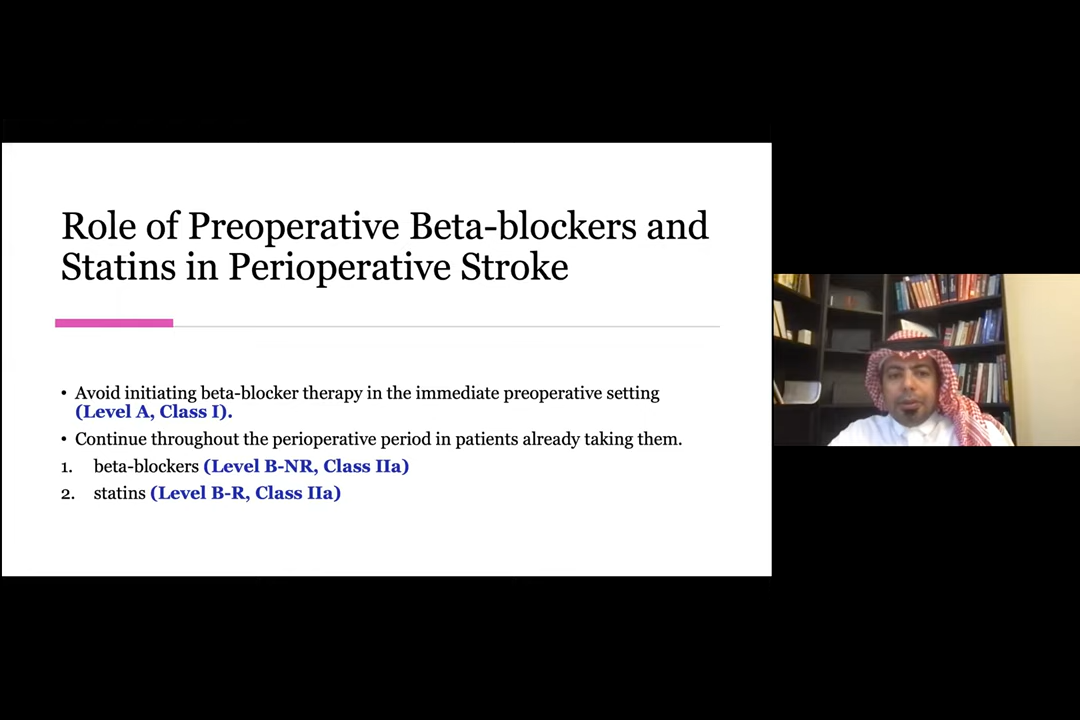 Role of Preoperative Beta-blockers and
Statins in Perioperative Stroke
• Avoid initiating beta-blocker therapy in the immediate preoperative setting
(Level A, Class I).
• Continue throughout the perioperative period in patients already taking them.
1. beta-blockers (Level B-NR, Class IIa)
2. statins (Level B-R, Class IIa)